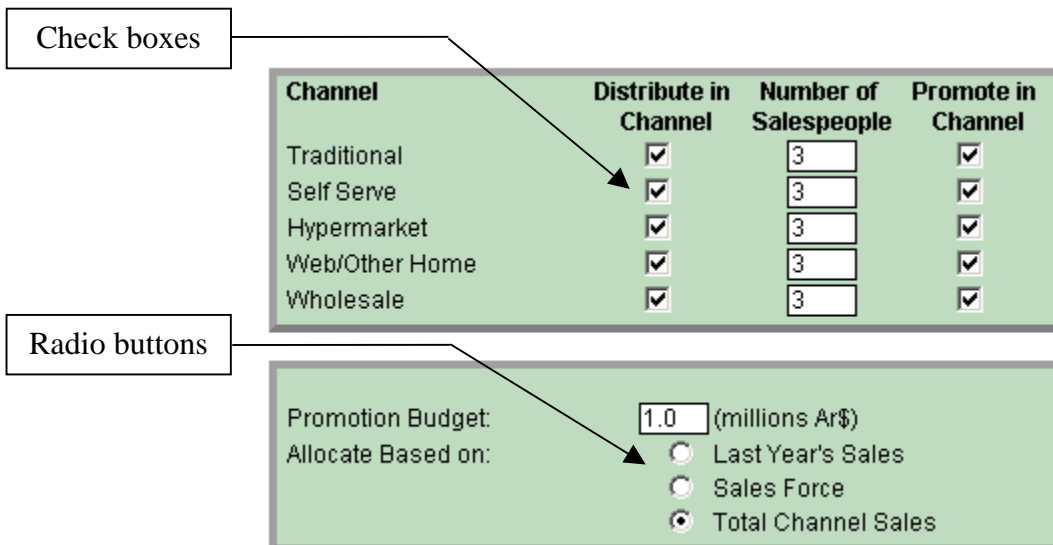 Check boxes
Channel Distribute in Channel Number of Salespeople Promote in Channel
Traditional 3
Self Serve 3
Hypermarket 3
Web/Other Home 3
Wholesale 3
Radio buttons
Promotion Budget: 1.0 (millions Ar$)
Allocate Based on: Last Year's Sales
Sales Force
Total Channel Sales